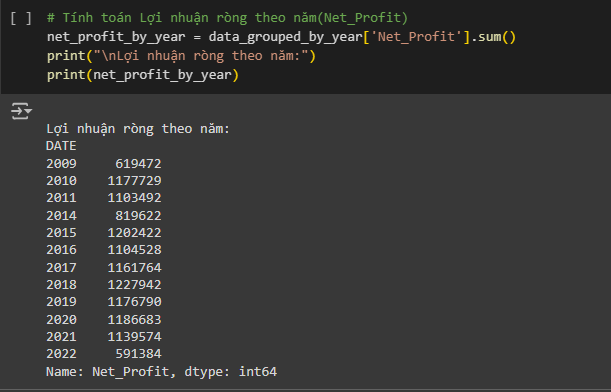 [ ] # Tính toán Lợi nhuận ròng theo năm(Net_Profit)
net_profit_by_year = data_grouped_by_year['Net_Profit'].sum()
print("\nLợi nhuận ròng theo năm:")
print(net_profit_by_year)
Lợi nhuận ròng theo năm:
DATE
2009 619472
2010 1177729
2011 1103492
2014 819622
2015 1202422
2016 1104528
2017 1161764
2018 1227942
2019 1176790
2020 1186683
2021 1139574
2022 591384
Name: Net_Profit, dtype: int64